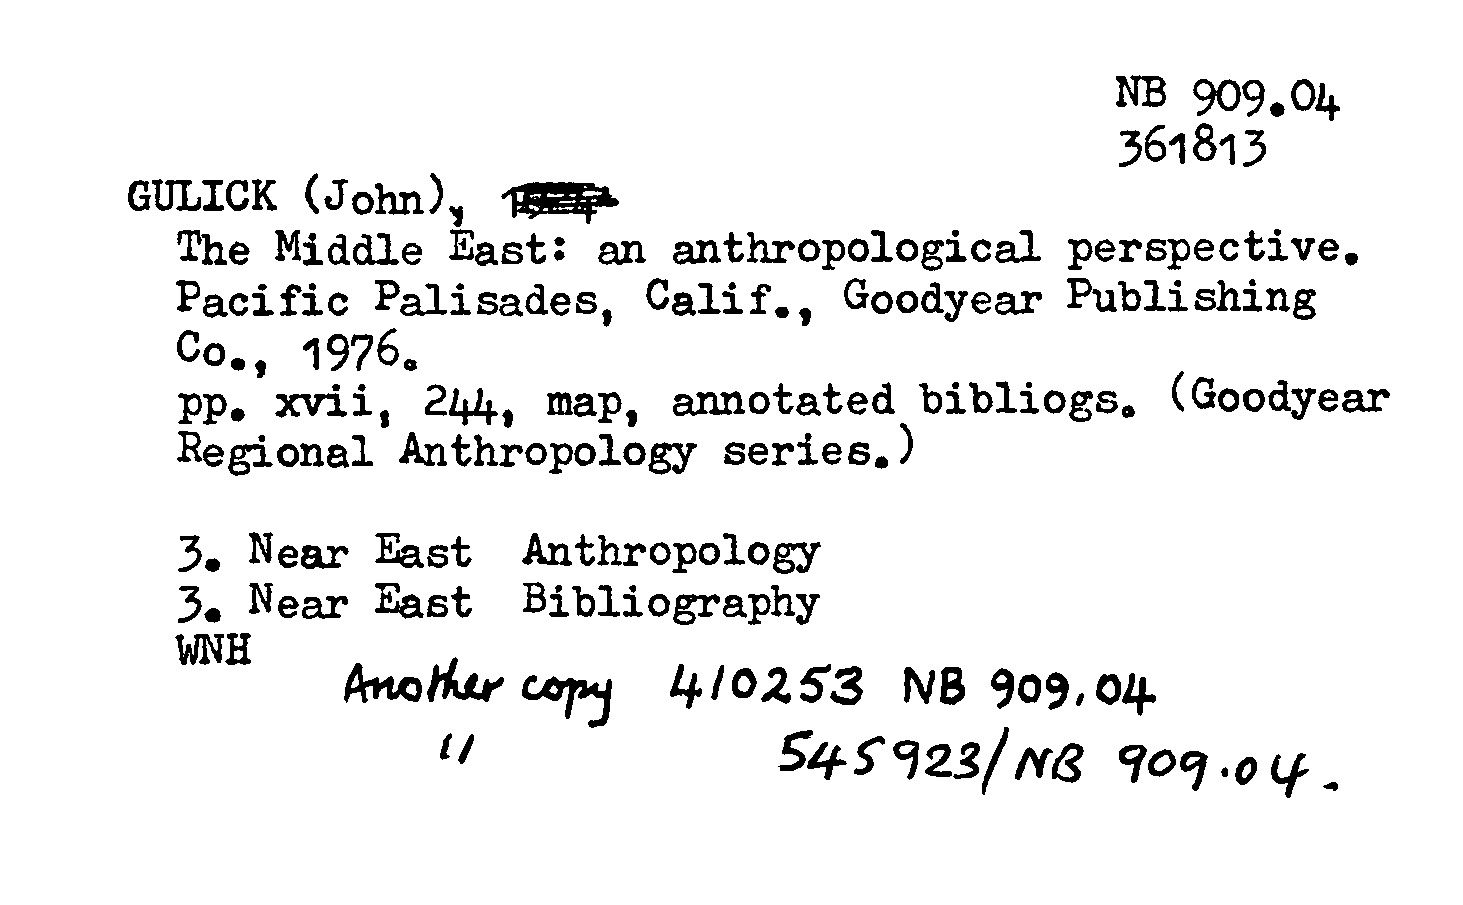 NB 909.04
361813
GULICK (John),
The Middle East: an anthropological perspective.
Pacific Palisades, Calif., Goodyear Publishing
Co., 1976.
pp. xvii, 244, map, annotated bibliogs. (Goodyear
Regional Anthropology series.)
3. Near East Anthropology
3. Near East Bibliography
WNH
Another copy 410253 NB 909.04
" 545923/NB 909.04.